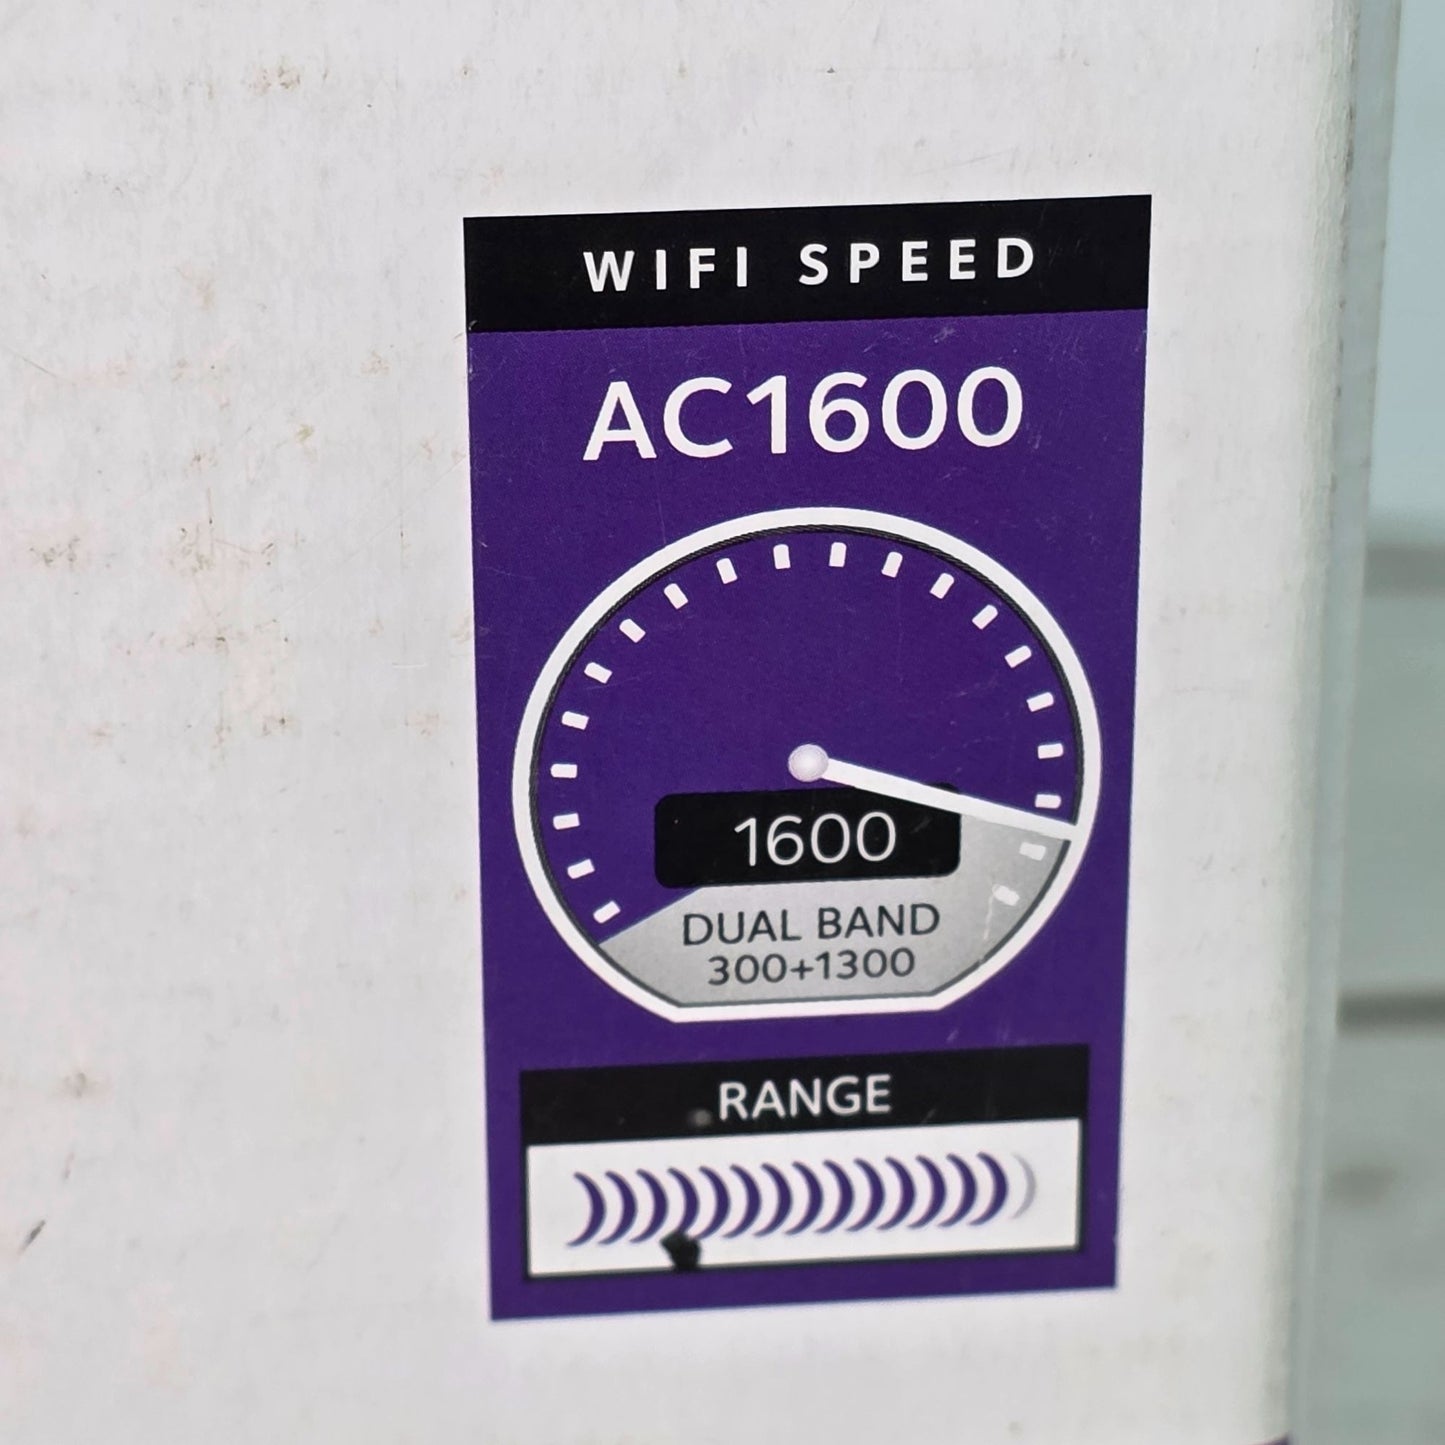 WIFI SPEED
AC1600
1600
DUAL BAND
300+1300
RANGE